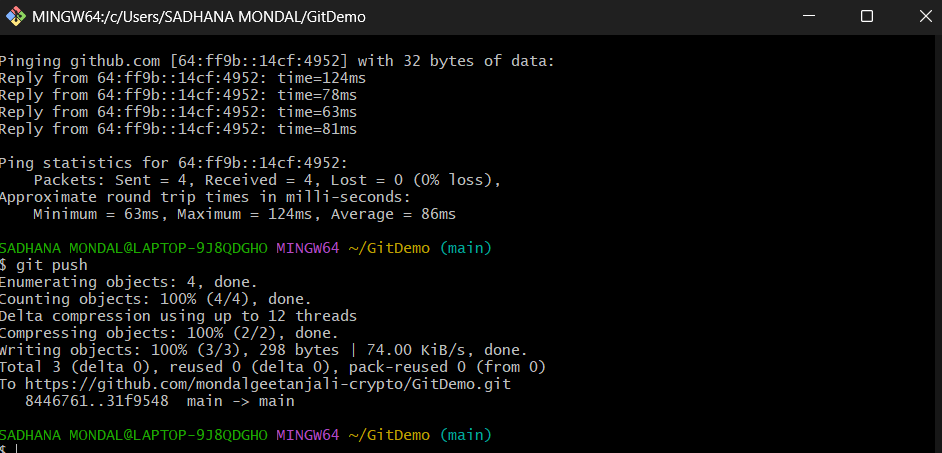 MINGW64:/c/Users/SADHANA MONDAL/GitDemo
Pinging github.com [64:ff9b::14cf:4952] with 32 bytes of data:
Reply from 64:ff9b::14cf:4952: time=124ms
Reply from 64:ff9b::14cf:4952: time=78ms
Reply from 64:ff9b::14cf:4952: time=63ms
Reply from 64:ff9b::14cf:4952: time=81ms
Ping statistics for 64:ff9b::14cf:4952:
    Packets: Sent = 4, Received = 4, Lost = 0 (0% loss),
Approximate round trip times in milli-seconds:
    Minimum = 63ms, Maximum = 124ms, Average = 86ms
SADHANA MONDAL@LAPTOP-9J8QDGHO MINGW64 ~/GitDemo (main)
$ git push
Enumerating objects: 4, done.
Counting objects: 100% (4/4), done.
Delta compression using up to 12 threads
Compressing objects: 100% (2/2), done.
Writing objects: 100% (3/3), 298 bytes | 74.00 KiB/s, done.
Total 3 (delta 0), reused 0 (delta 0), pack-reused 0 (from 0)
To https://github.com/mondalgeetanjali-crypto/GitDemo.git
   8446761..31f9548  main -> main
SADHANA MONDAL@LAPTOP-9J8QDGHO MINGW64 ~/GitDemo (main)
$